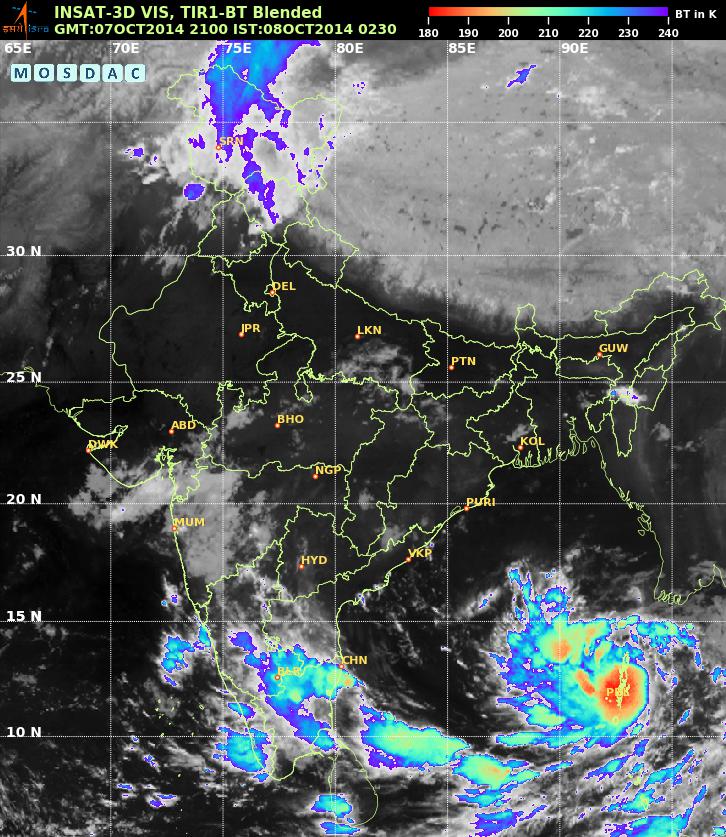 INSAT-3D VIS, TIR1-BT Blended
GMT:07OCT2014 2100 IST:08OCT2014 0230
BT in K
180 190 200 210 220 230 240
65E 70E 75E 80E 85E 90E
MOSDAC
SRN
30 N
DEL
JPR
LKN
GUW
PTN
25 N
ABD
BHO
DWK
KOL
NGP
20 N
PURI
MUM
VKP
HYD
15 N
CHN
BLR
10 N